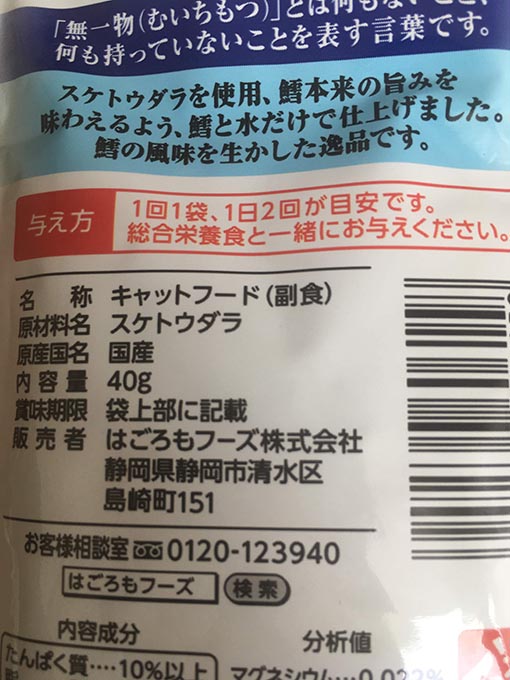 「無一物(むいちもつ)」とは何も
何も持っていないことを表す言葉です。
スケトウダラを使用、鱈本来の旨みを
味わえるよう、鱈と水だけで仕上げました。
鱈の風味を生かした逸品です。
与え方
1回1袋、1日2回が目安です。
総合栄養食と一緒にお与えください。
名称 キャットフード(副食)
原材料名 スケトウダラ
原産国名 国産
内容量 40g
賞味期限 袋上部に記載
販売者 はごろもフーズ株式会社
静岡県静岡市清水区
島崎町151
お客様相談室 0120-123940
はごろもフーズ 検索
内容成分 分析値
たんぱく質‥‥10%以上 マグネシウム‥‥0.022%